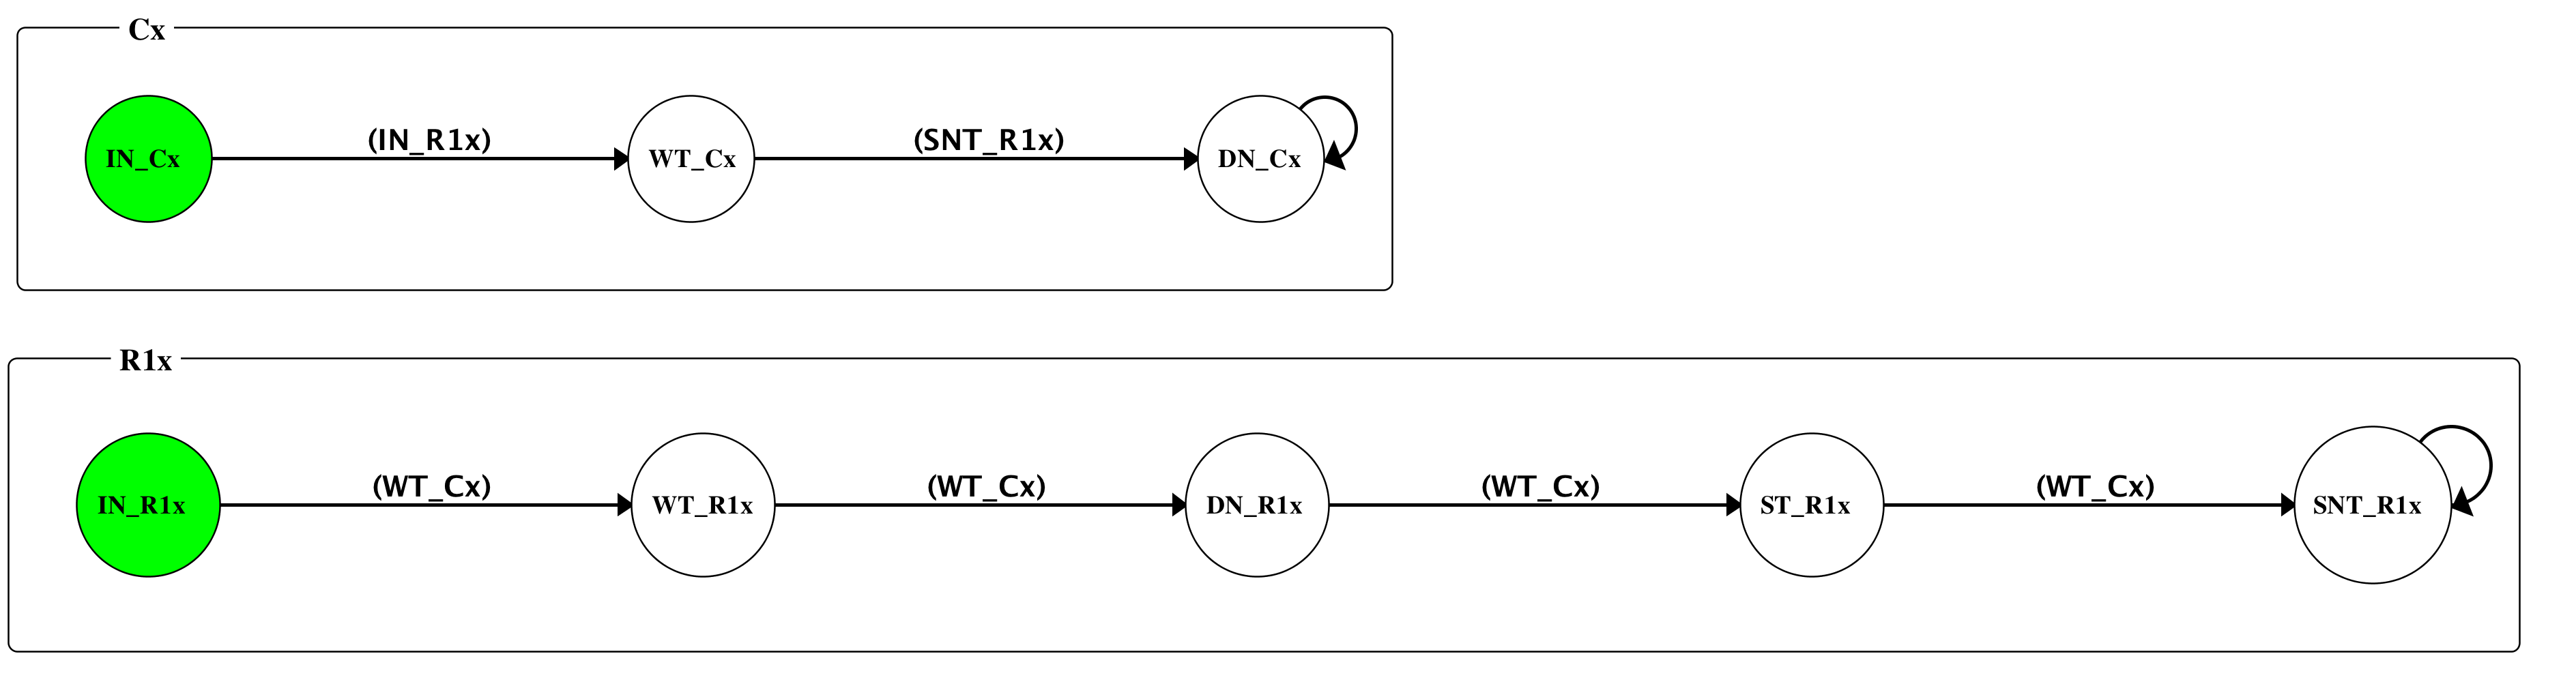 Cx
(IN_R1x) (SNT_R1x)
IN_Cx WT_Cx DN_Cx
R1x
(WT_Cx) (WT_Cx) (WT_Cx) (WT_Cx)
IN_R1x WT_R1x DN_R1x ST_R1x SNT_R1x